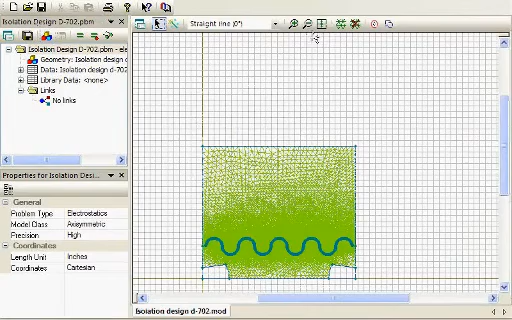 Isolation Design D-702.pbm
Straight line (0°)
Isolation Design D-702.pbm - ele
Geometry: Isolation design d
Data: Isolation design d-702
Library Data: <none>
Links
No links
Properties for Isolation Des...
General
Problem Type Electrostatics
Model Class Axisymmetric
Precision High
Coordinates
Length Unit Inches
Coordinates Cartesian
Isolation design d-702.mod